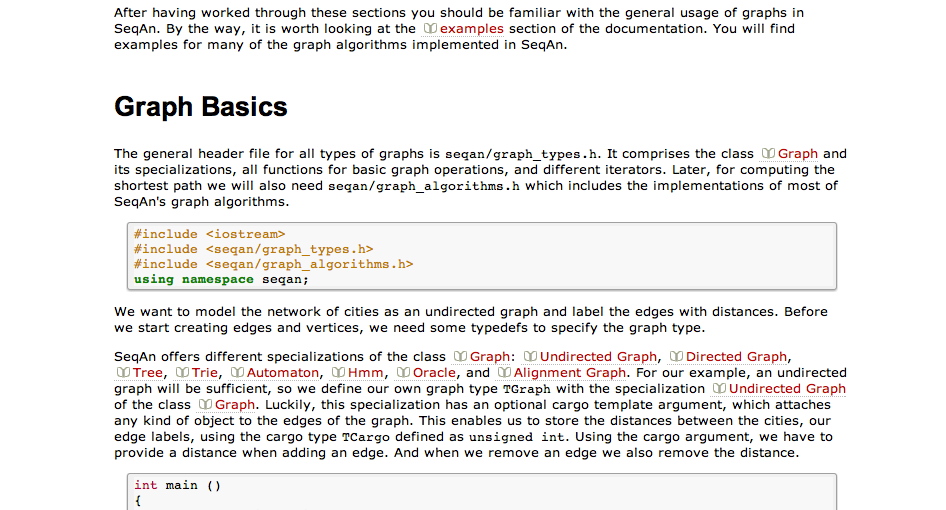 After having worked through these sections you should be familiar with the general usage of graphs in
SeqAn. By the way, it is worth looking at the examples section of the documentation. You will find
examples for many of the graph algorithms implemented in SeqAn.
Graph Basics
The general header file for all types of graphs is seqan/graph_types.h. It comprises the class Graph and
its specializations, all functions for basic graph operations, and different iterators. Later, for computing the
shortest path we will also need seqan/graph_algorithms.h which includes the implementations of most of
SeqAn's graph algorithms.
#include <iostream>
#include <seqan/graph_types.h>
#include <seqan/graph_algorithms.h>
using namespace seqan;
We want to model the network of cities as an undirected graph and label the edges with distances. Before
we start creating edges and vertices, we need some typedefs to specify the graph type.
SeqAn offers different specializations of the class Graph: Undirected Graph, Directed Graph,
Tree, Trie, Automaton, Hmm, Oracle, and Alignment Graph. For our example, an undirected
graph will be sufficient, so we define our own graph type TGraph with the specialization Undirected Graph
of the class Graph. Luckily, this specialization has an optional cargo template argument, which attaches
any kind of object to the edges of the graph. This enables us to store the distances between the cities, our
edge labels, using the cargo type TCargo defined as unsigned int. Using the cargo argument, we have to
provide a distance when adding an edge. And when we remove an edge we also remove the distance.
int main ()
{